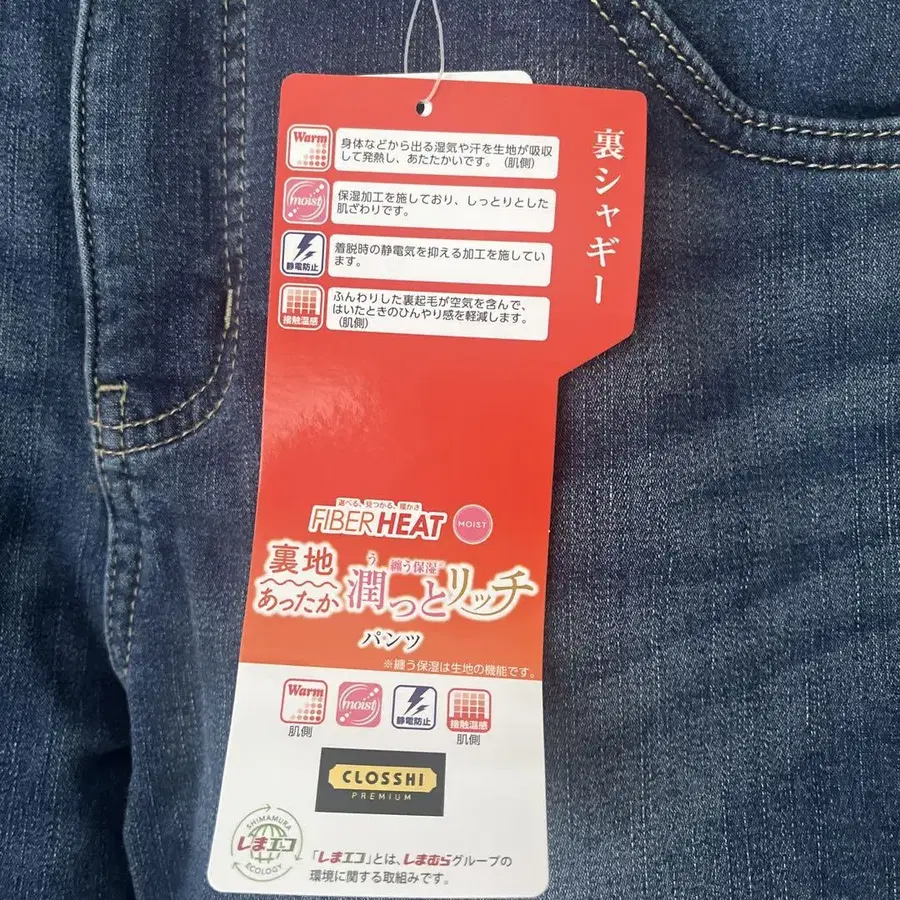 裏シャギー
Warm
身体などから出る湿気や汗を生地が吸収
して発熱し、あたたかいです。（肌側）
moist
保湿加工を施しており、しっとりとした
肌ざわりです。
静電防止
着脱時の静電気を抑える加工を施してい
ます。
接触温感
ふんわりした裏起毛が空気を含んで、
はいたときのひんやり感を軽減します。
（肌側）
選べる、見つかる、暖かさ
FIBER HEAT
MOIST
裏地
あったか
う
纏う保湿※
潤っとリッチ
パンツ
※纏う保湿は生地の機能です。
Warm
肌側
moist
静電防止
接触温感
肌側
CLOSSHI
PREMIUM
SHIMAMURA
しまエコ
ECOLOGY
「しまエコ」とは、しまむらグループの
環境に関する取組みです。